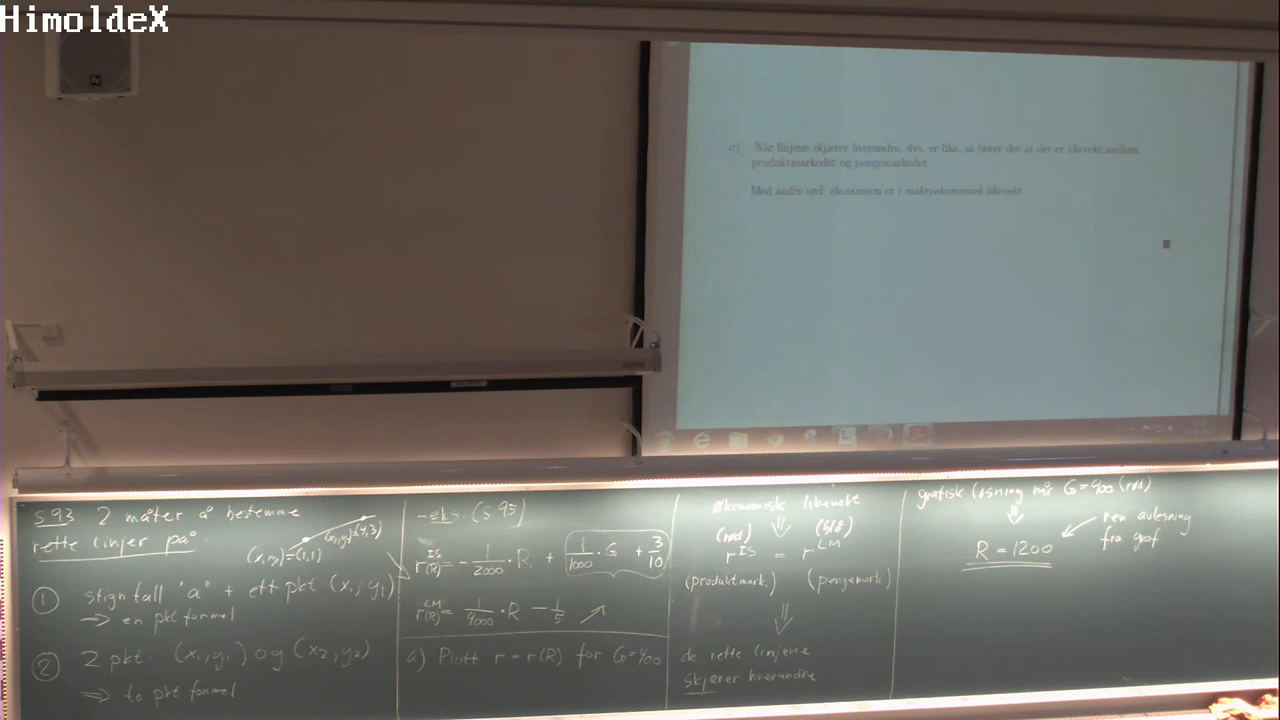 HimoldeX
c) Når linjene skjærer hverandre, dvs. er like, så betyr det at det er likevekt mellom
produktmarkedet og pengemarkedet.
Med andre ord: økonomien er i makroøkonomisk likevekt.
S 93 2 måter å bestemme
rette linjer på
(x₁,y₁)=(1,1)
(x₂,y₂)=(4,3)
① stigntall "a" + ett pkt (x₁, y₁)
⇒ en pkt formel
② 2 pkt. (x₁,y₁) og (x₂,y₂)
⇒ to pkt formel
-eks. (S 95)
r^IS(R) = -1/2000 · R + 1/1000 · G + 3/10
r^LM(R) = 1/4000 · R - 1/5
a) Plott r = r(R) for G=400
økonomisk likevekt
(rød) ⇓ (blå)
r^IS = r^LM
(produktmark.) (pengemark.)
⇓
de rette linjene
skjærer hverandre
grafisk løsning når G=400 (rød)
⇓
R = 1200
ren avlesning
fra graf